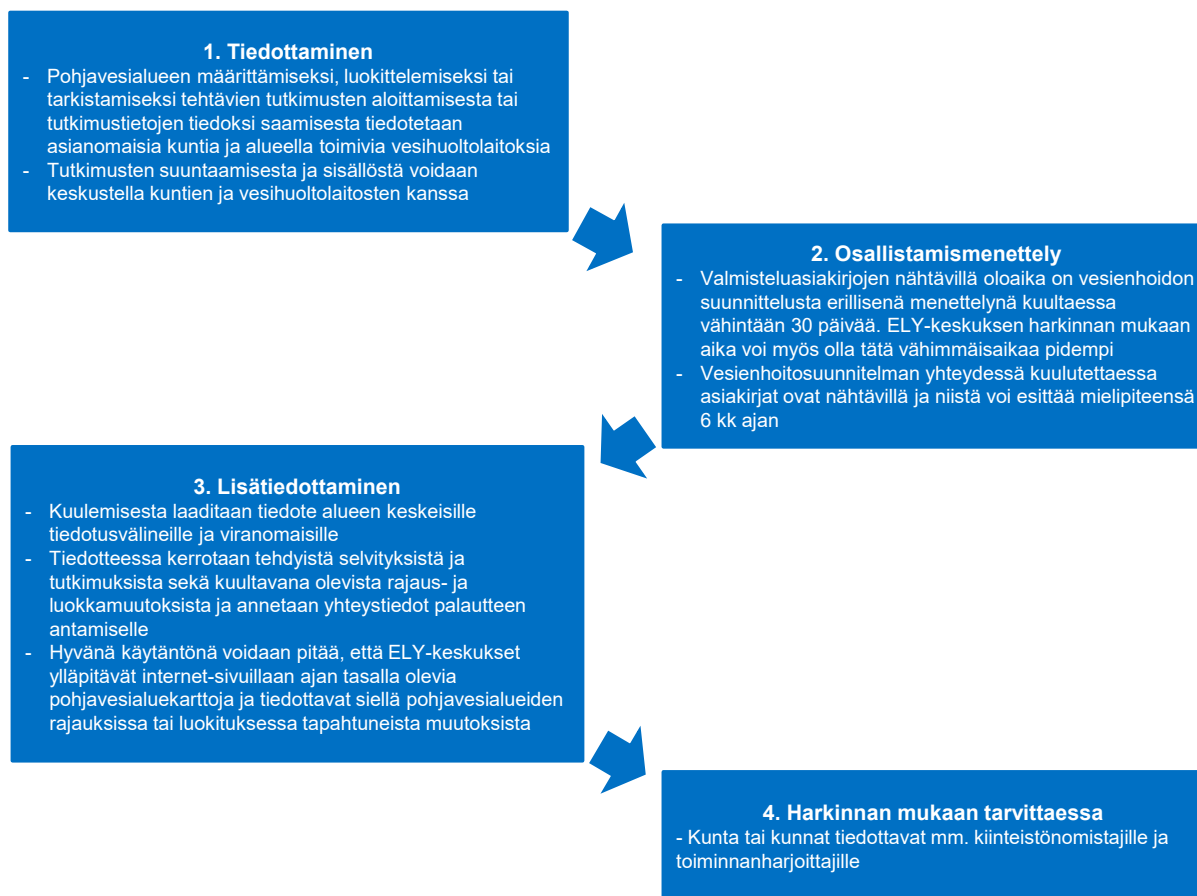 1. Tiedottaminen
- Pohjavesialueen määrittämiseksi, luokittelemiseksi tai
tarkistamiseksi tehtävien tutkimusten aloittamisesta tai
tutkimustietojen tiedoksi saamisesta tiedotetaan
asianomaisia kuntia ja alueella toimivia vesihuoltolaitoksia
- Tutkimusten suuntaamisesta ja sisällöstä voidaan
keskustella kuntien ja vesihuoltolaitosten kanssa
2. Osallistamismenettely
- Valmisteluasiakirjojen nähtävillä oloaika on vesienhoidon
suunnittelusta erillisenä menettelynä kuultaessa
vähintään 30 päivää. ELY-keskuksen harkinnan mukaan
aika voi myös olla tätä vähimmäisaikaa pidempi
- Vesienhoitosuunnitelman yhteydessä kuulutettaessa
asiakirjat ovat nähtävillä ja niistä voi esittää mielipiteensä
6 kk ajan
3. Lisätiedottaminen
- Kuulemisesta laaditaan tiedote alueen keskeisille
tiedotusvälineille ja viranomaisille
- Tiedotteessa kerrotaan tehdyistä selvityksistä ja
tutkimuksista sekä kuultavana olevista rajaus- ja
luokkamuutoksista ja annetaan yhteystiedot palautteen
antamiselle
- Hyvänä käytäntönä voidaan pitää, että ELY-keskukset
ylläpitävät internet-sivuillaan ajan tasalla olevia
pohjavesialuekarttoja ja tiedottavat siellä pohjavesialueiden
rajauksissa tai luokituksessa tapahtuneista muutoksista
4. Harkinnan mukaan tarvittaessa
- Kunta tai kunnat tiedottavat mm. kiinteistönomistajille ja
toiminnanharjoittajille